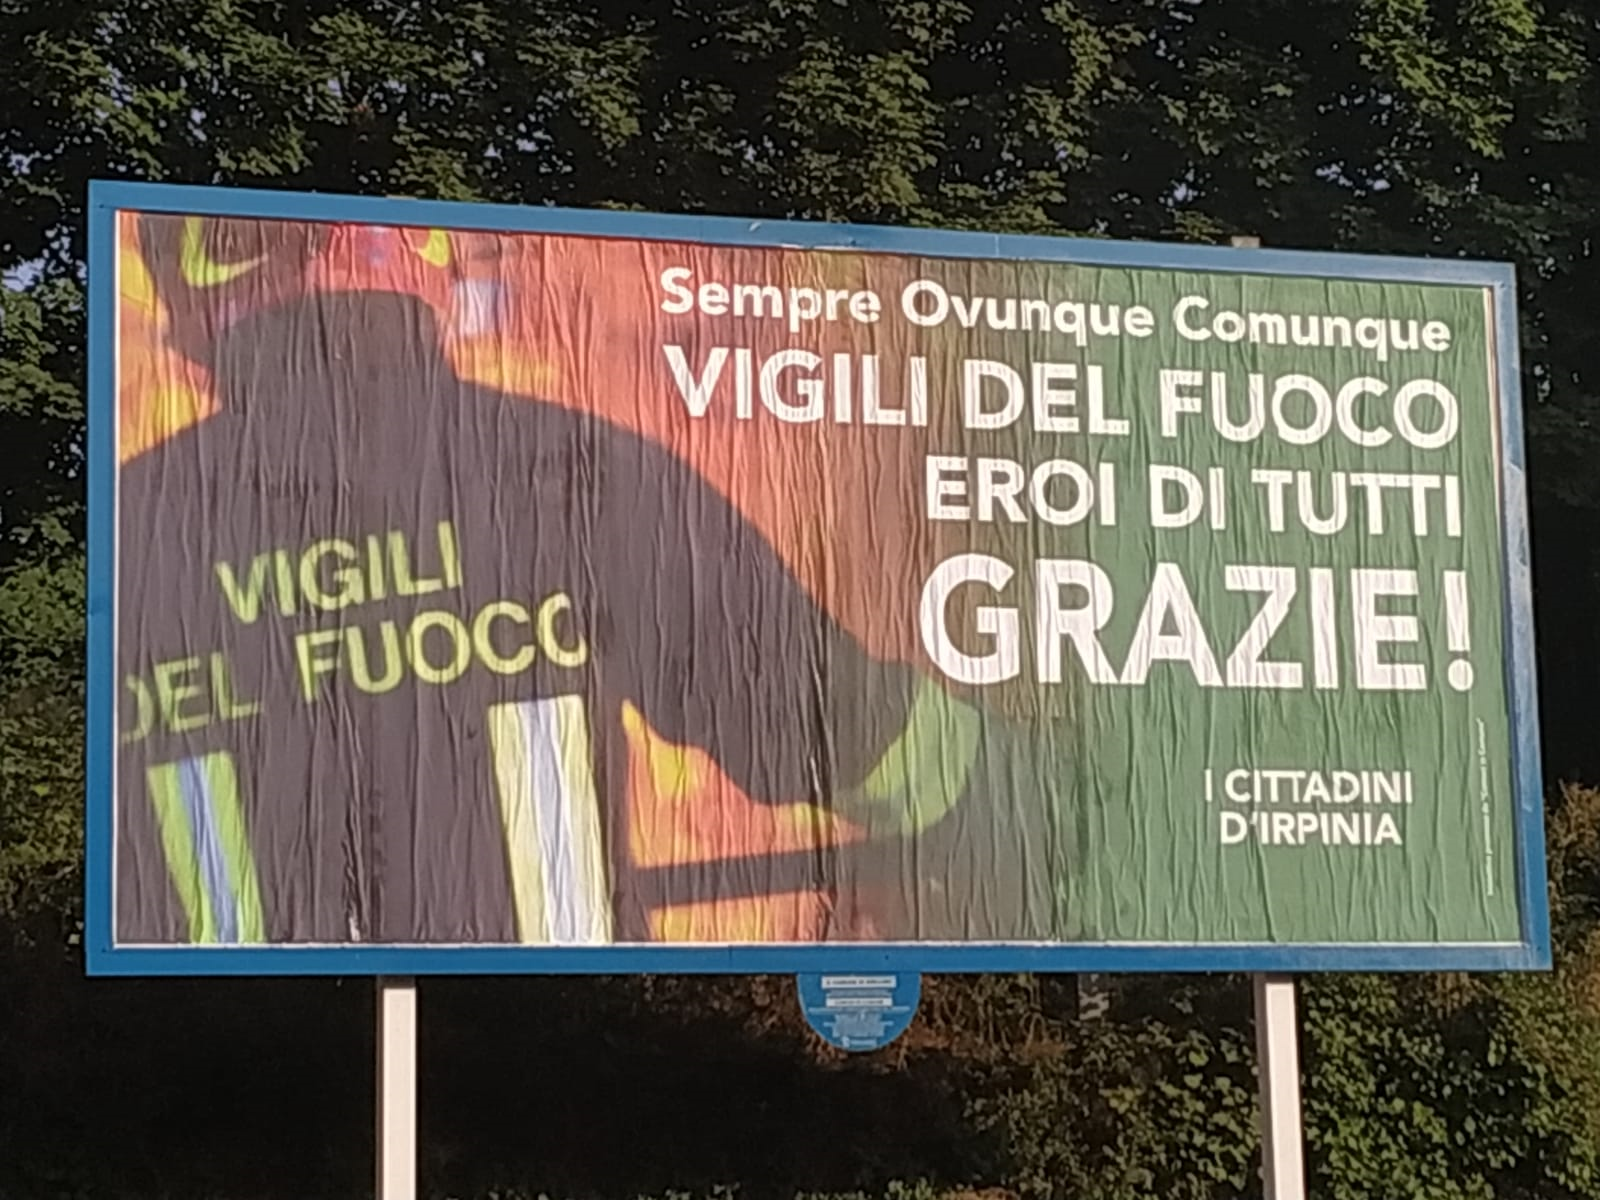 Sempre Ovunque Comunque
VIGILI DEL FUOCO
EROI DI TUTTI
GRAZIE!
I CITTADINI
D'IRPINIA
VIGILI
DEL FUOCO